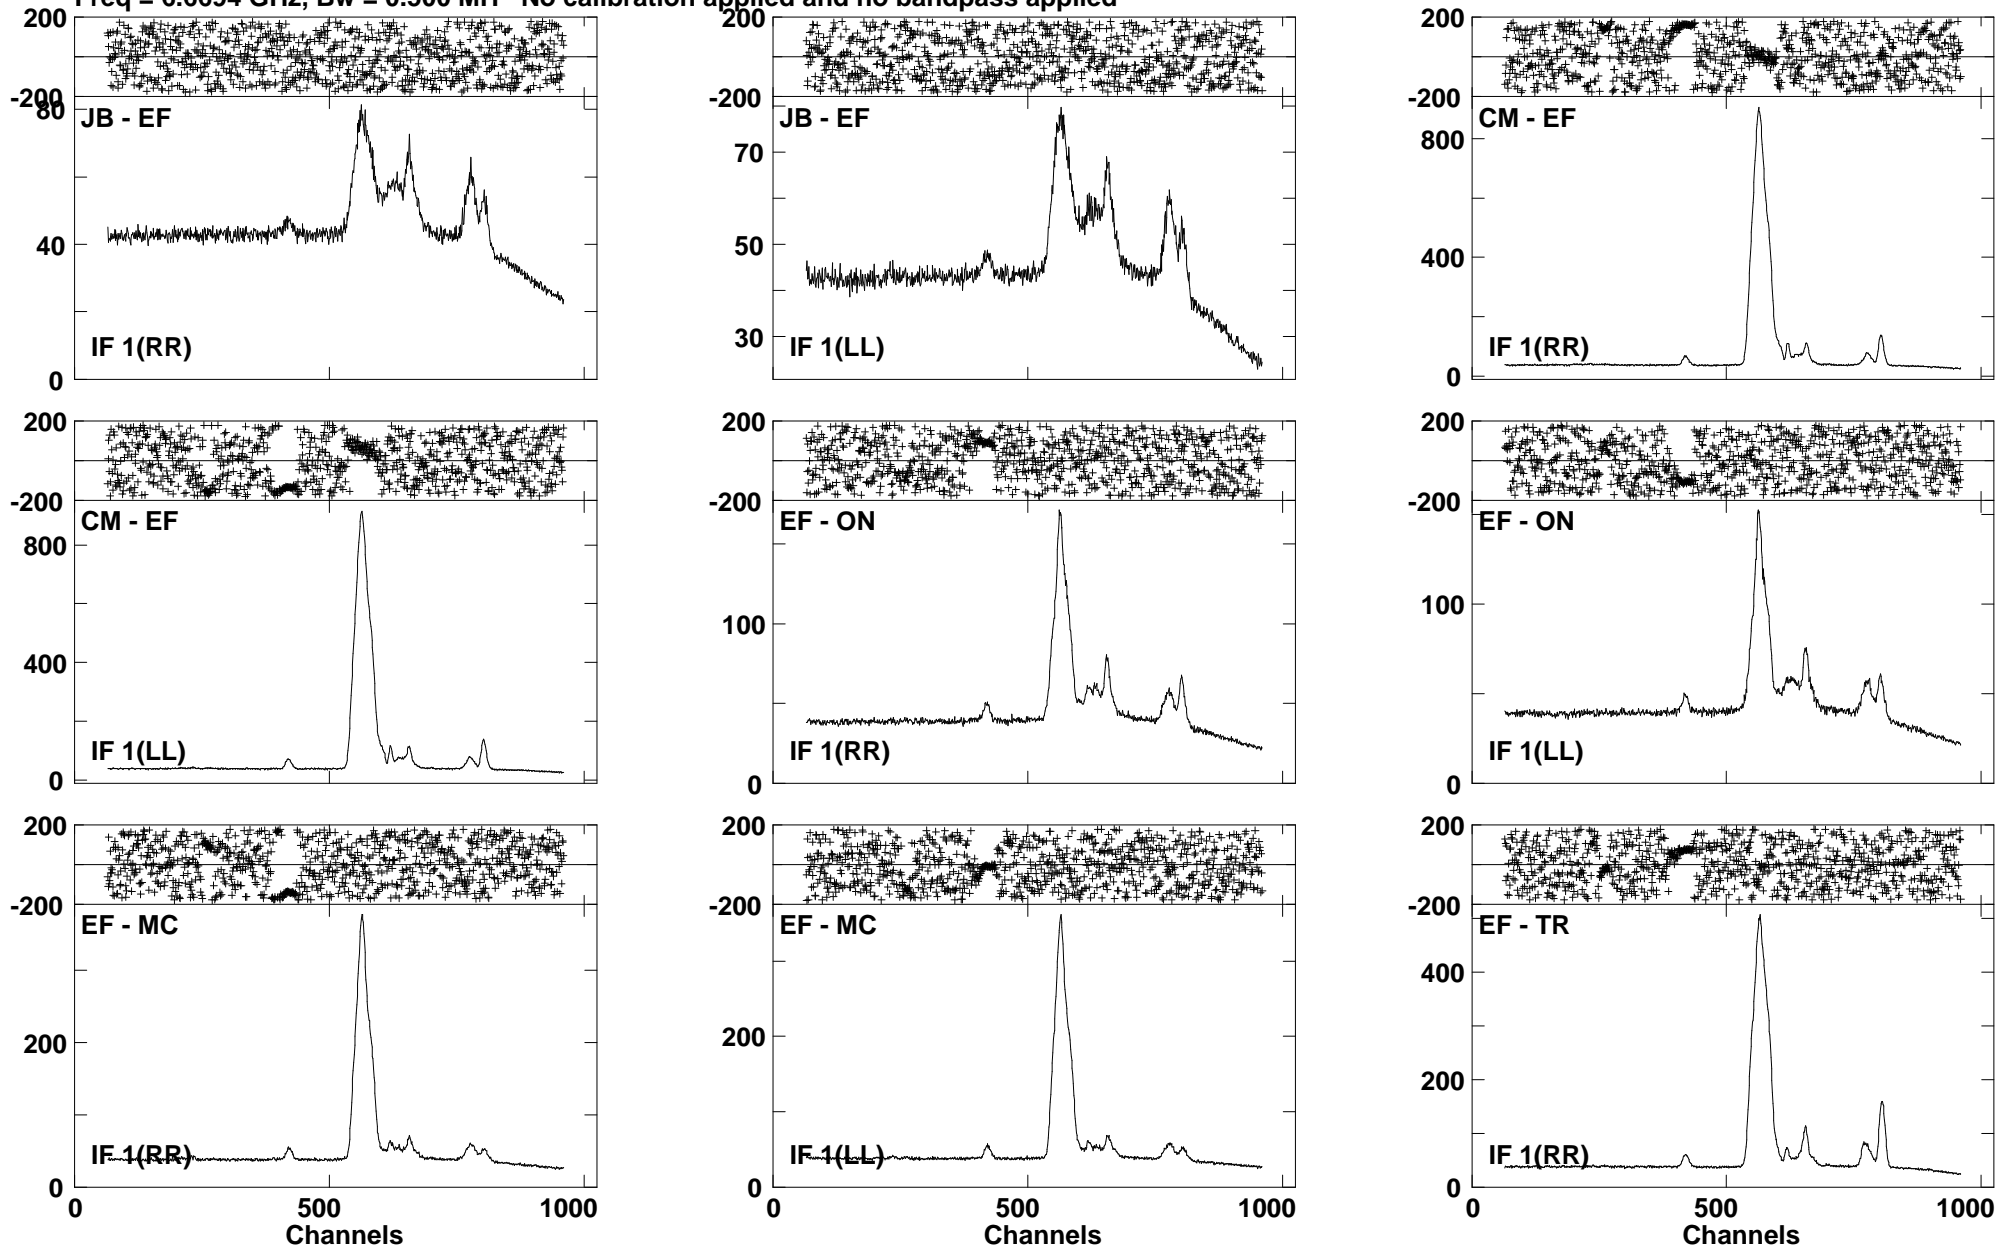 No calibration applied and no bandpass applied
200
-200
80
JB - EF
40
IF 1(RR)
0
200
-200
JB - EF
70
50
30
IF 1(LL)
200
-200
CM - EF
800
400
IF 1(RR)
0
200
-200
CM - EF
800
400
IF 1(LL)
0
200
-200
EF - ON
100
IF 1(RR)
0
200
-200
EF - ON
100
IF 1(LL)
0
200
-200
EF - MC
200
IF 1(RR)
0
0 500 1000
Channels
200
-200
EF - MC
200
IF 1(LL)
0
0 500 1000
Channels
200
-200
EF - TR
400
200
IF 1(RR)
0
0 500 1000
Channels